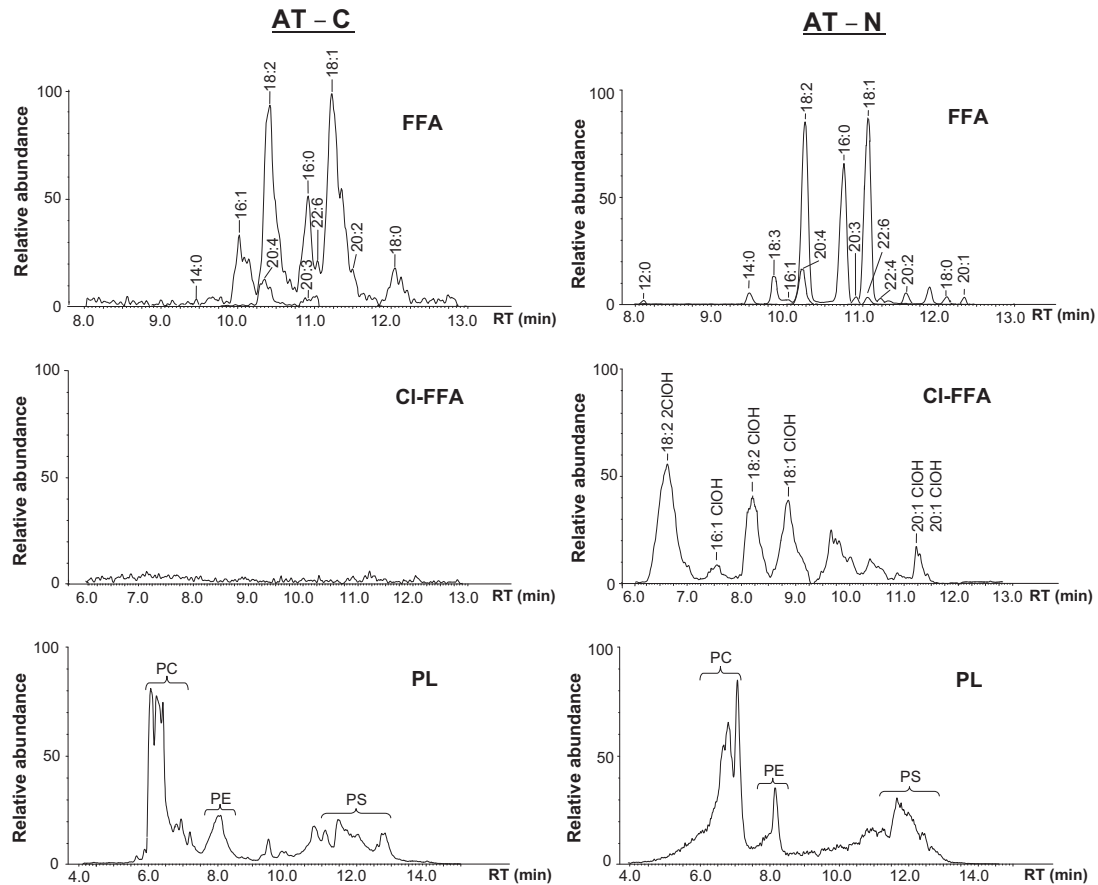 AT – C
AT – N
FFA
Relative abundance
100
50
0
14:0
16:1
18:2
20:4
16:0
20:3
22:6
18:1
20:2
18:0
8.0 9.0 10.0 11.0 12.0 13.0 RT (min)
FFA
Relative abundance
100
50
0
12:0
14:0
18:3
16:1
18:2
20:4
16:0
20:3
18:1
22:6
22:4
20:2
18:0
20:1
8.0 9.0 10.0 11.0 12.0 13.0 RT (min)
Cl-FFA
Relative abundance
100
50
0
6.0 7.0 8.0 9.0 10.0 11.0 12.0 13.0 RT (min)
Cl-FFA
Relative abundance
100
50
0
18:2 2ClOH
16:1 ClOH
18:2 ClOH
18:1 ClOH
20:1 ClOH
20:1 ClOH
6.0 7.0 8.0 9.0 10.0 11.0 12.0 13.0 RT (min)
PL
Relative abundance
100
50
0
PC
PE
PS
4.0 6.0 8.0 10.0 12.0 14.0 RT (min)
PL
Relative abundance
100
50
0
PC
PE
PS
4.0 6.0 8.0 10.0 12.0 14.0 RT (min)